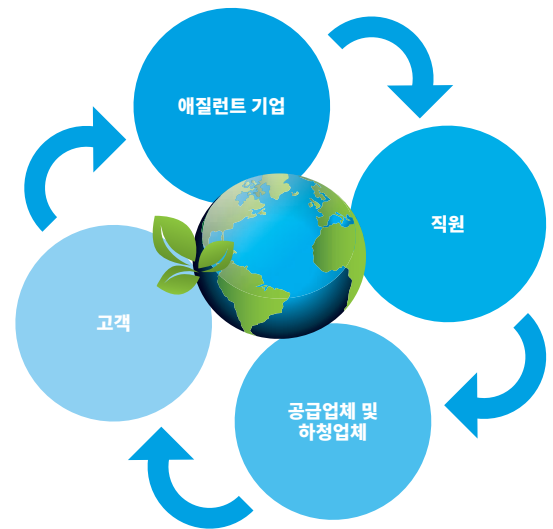 애질런트 기업
직원
공급업체 및
하청업체
고객